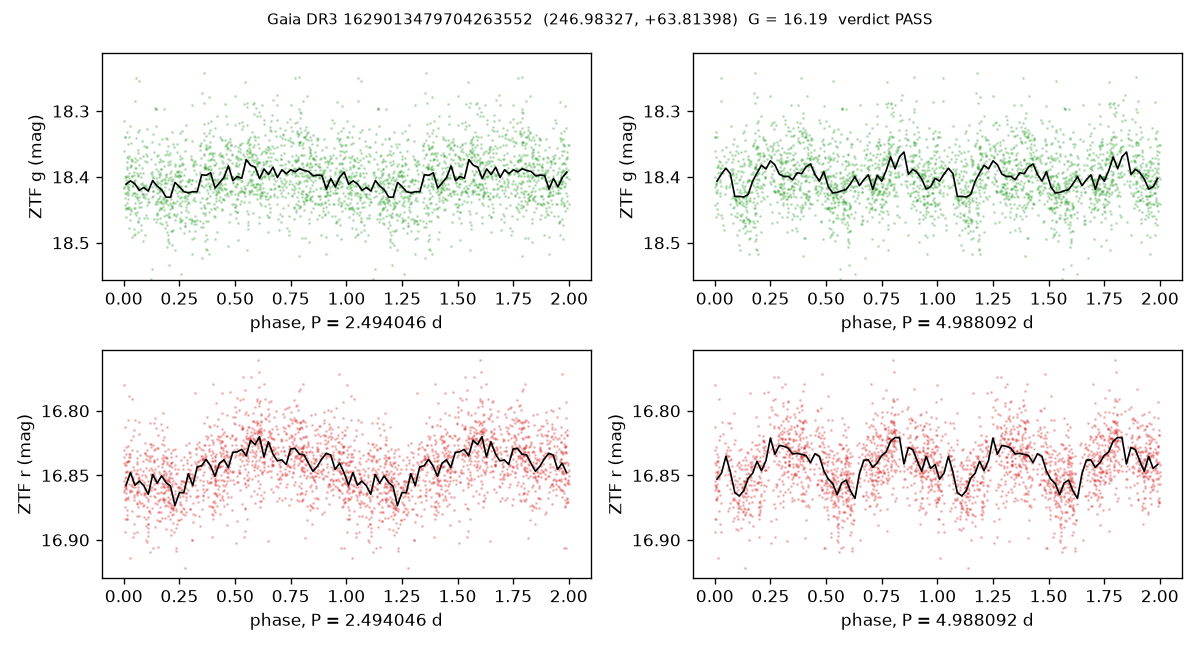 Gaia DR3 1629013479704263552 (246.98327, +63.81398) G = 16.19 verdict PASS
ZTF g (mag)
18.3
18.4
18.5
0.00 0.25 0.50 0.75 1.00 1.25 1.50 1.75 2.00
phase, P = 2.494046 d
ZTF g (mag)
18.3
18.4
18.5
0.00 0.25 0.50 0.75 1.00 1.25 1.50 1.75 2.00
phase, P = 4.988092 d
ZTF r (mag)
16.80
16.85
16.90
0.00 0.25 0.50 0.75 1.00 1.25 1.50 1.75 2.00
phase, P = 2.494046 d
ZTF r (mag)
16.80
16.85
16.90
0.00 0.25 0.50 0.75 1.00 1.25 1.50 1.75 2.00
phase, P = 4.988092 d